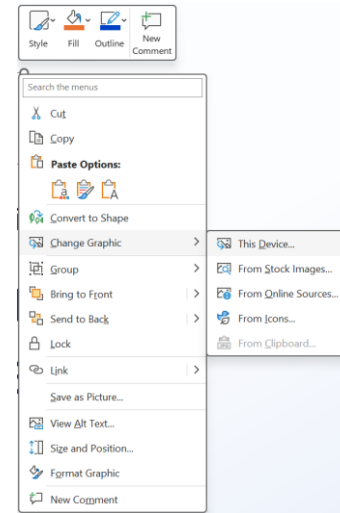 Style Fill Outline New Comment
Search the menus
Cut
Copy
Paste Options:
Convert to Shape
Change Graphic
This Device...
From Stock Images...
From Online Sources...
From Icons...
From Clipboard...
Group
Bring to Front
Send to Back
Lock
Link
Save as Picture...
View Alt Text...
Size and Position...
Format Graphic
New Comment